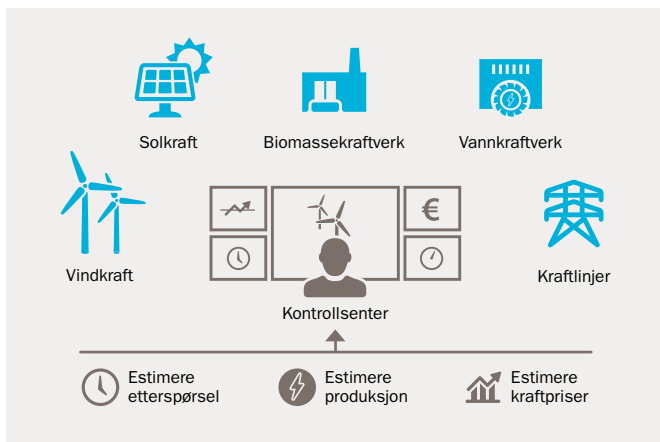 Solkraft
Biomassekraftverk
Vannkraftverk
Vindkraft
€
Kraftlinjer
Kontrollsenter
Estimere
etterspørsel
Estimere
produksjon
Estimere
kraftpriser